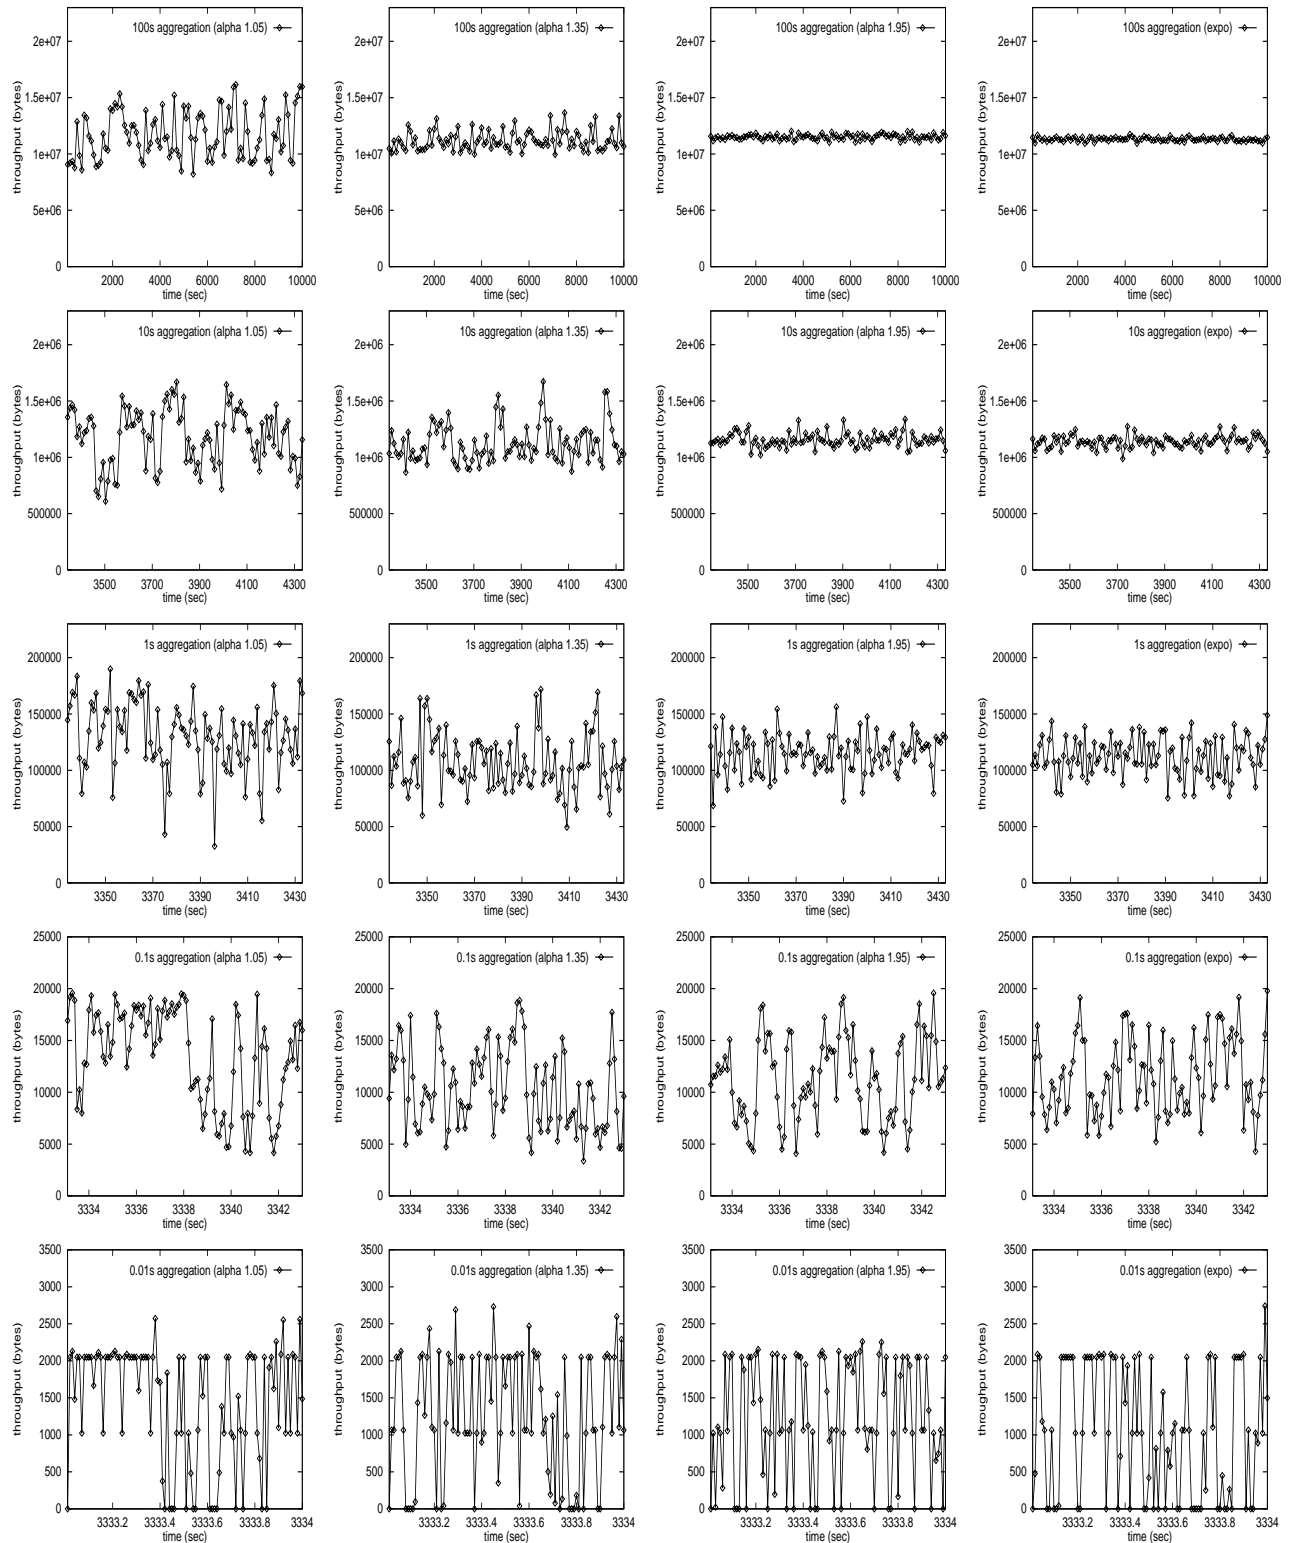 100s aggregation (alpha 1.05)
throughput (bytes)
2e+07
1.5e+07
1e+07
5e+06
0
2000 4000 6000 8000 10000
time (sec)
100s aggregation (alpha 1.35)
throughput (bytes)
2e+07
1.5e+07
1e+07
5e+06
0
2000 4000 6000 8000 10000
time (sec)
100s aggregation (alpha 1.95)
throughput (bytes)
2e+07
1.5e+07
1e+07
5e+06
0
2000 4000 6000 8000 10000
time (sec)
100s aggregation (expo)
throughput (bytes)
2e+07
1.5e+07
1e+07
5e+06
0
2000 4000 6000 8000 10000
time (sec)
10s aggregation (alpha 1.05)
throughput (bytes)
2e+06
1.5e+06
1e+06
500000
0
3500 3700 3900 4100 4300
time (sec)
10s aggregation (alpha 1.35)
throughput (bytes)
2e+06
1.5e+06
1e+06
500000
0
3500 3700 3900 4100 4300
time (sec)
10s aggregation (alpha 1.95)
throughput (bytes)
2e+06
1.5e+06
1e+06
500000
0
3500 3700 3900 4100 4300
time (sec)
10s aggregation (expo)
throughput (bytes)
2e+06
1.5e+06
1e+06
500000
0
3500 3700 3900 4100 4300
time (sec)
1s aggregation (alpha 1.05)
throughput (bytes)
200000
150000
100000
50000
0
3350 3370 3390 3410 3430
time (sec)
1s aggregation (alpha 1.35)
throughput (bytes)
200000
150000
100000
50000
0
3350 3370 3390 3410 3430
time (sec)
1s aggregation (alpha 1.95)
throughput (bytes)
200000
150000
100000
50000
0
3350 3370 3390 3410 3430
time (sec)
1s aggregation (expo)
throughput (bytes)
200000
150000
100000
50000
0
3350 3370 3390 3410 3430
time (sec)
0.1s aggregation (alpha 1.05)
throughput (bytes)
25000
20000
15000
10000
5000
0
3334 3336 3338 3340 3342
time (sec)
0.1s aggregation (alpha 1.35)
throughput (bytes)
25000
20000
15000
10000
5000
0
3334 3336 3338 3340 3342
time (sec)
0.1s aggregation (alpha 1.95)
throughput (bytes)
25000
20000
15000
10000
5000
0
3334 3336 3338 3340 3342
time (sec)
0.1s aggregation (expo)
throughput (bytes)
25000
20000
15000
10000
5000
0
3334 3336 3338 3340 3342
time (sec)
0.01s aggregation (alpha 1.05)
throughput (bytes)
3500
3000
2500
2000
1500
1000
500
0
3333.2 3333.4 3333.6 3333.8 3334
time (sec)
0.01s aggregation (alpha 1.35)
throughput (bytes)
3500
3000
2500
2000
1500
1000
500
0
3333.2 3333.4 3333.6 3333.8 3334
time (sec)
0.01s aggregation (alpha 1.95)
throughput (bytes)
3500
3000
2500
2000
1500
1000
500
0
3333.2 3333.4 3333.6 3333.8 3334
time (sec)
0.01s aggregation (expo)
throughput (bytes)
3500
3000
2500
2000
1500
1000
500
0
3333.2 3333.4 3333.6 3333.8 3334
time (sec)